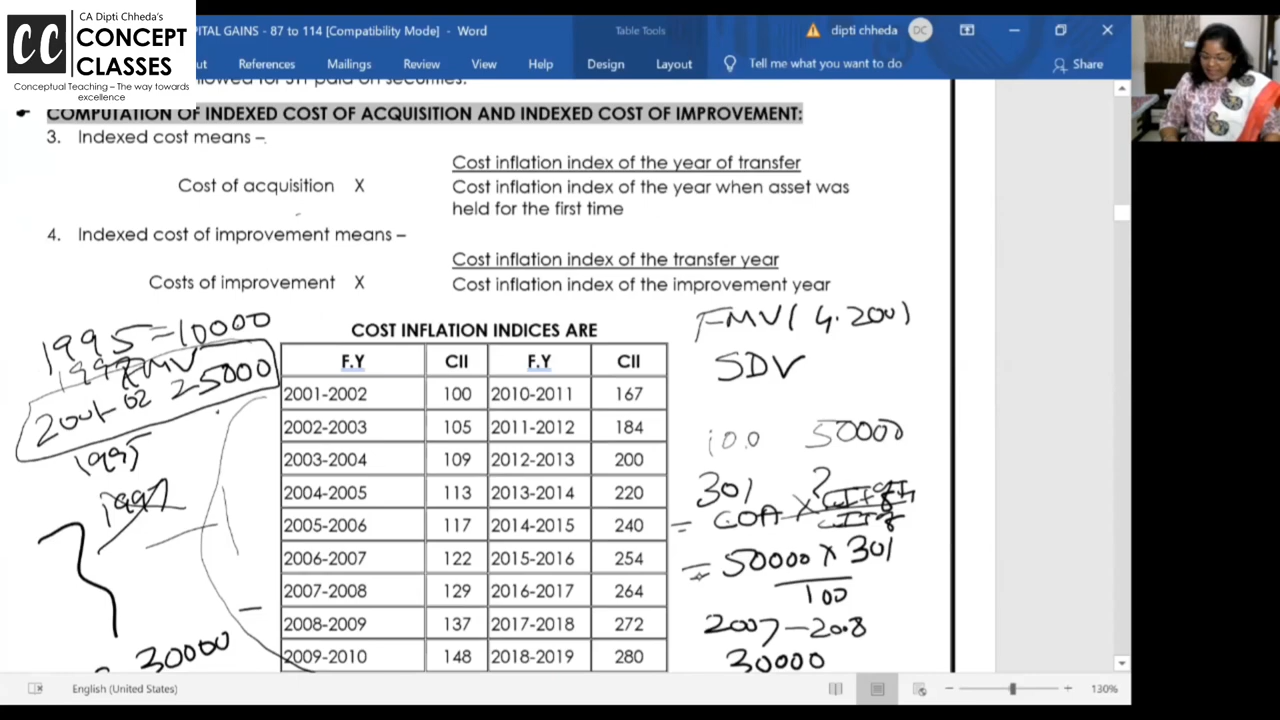 CC
CA Dipti Chheda's
CONCEPT
CLASSES
Conceptual Teaching – The way towards
excellence
PITAL GAINS - 87 to 114 [Compatibility Mode] - Word
Table Tools
dipti chheda
DC
out References Mailings Review View Help Design Layout Tell me what you want to do Share
COMPUTATION OF INDEXED COST OF ACQUISITION AND INDEXED COST OF IMPROVEMENT:
3. Indexed cost means –
Cost inflation index of the year of transfer
Cost of acquisition X
Cost inflation index of the year when asset was
held for the first time
4. Indexed cost of improvement means –
Cost inflation index of the transfer year
Costs of improvement X
Cost inflation index of the improvement year
COST INFLATION INDICES ARE
F.Y CII F.Y CII
2001-2002 100 2010-2011 167
2002-2003 105 2011-2012 184
2003-2004 109 2012-2013 200
2004-2005 113 2013-2014 220
2005-2006 117 2014-2015 240
2006-2007 122 2015-2016 254
2007-2008 129 2016-2017 264
2008-2009 137 2017-2018 272
2009-2010 148 2018-2019 280
1995=10000
FMV
2001-02 25000
1995
1997
30000
FMV(4.2001)
SDV
100 50000
301 ?
= COA X
= 50000 X 301
100
2007-2008
30000
English (United States)
130%